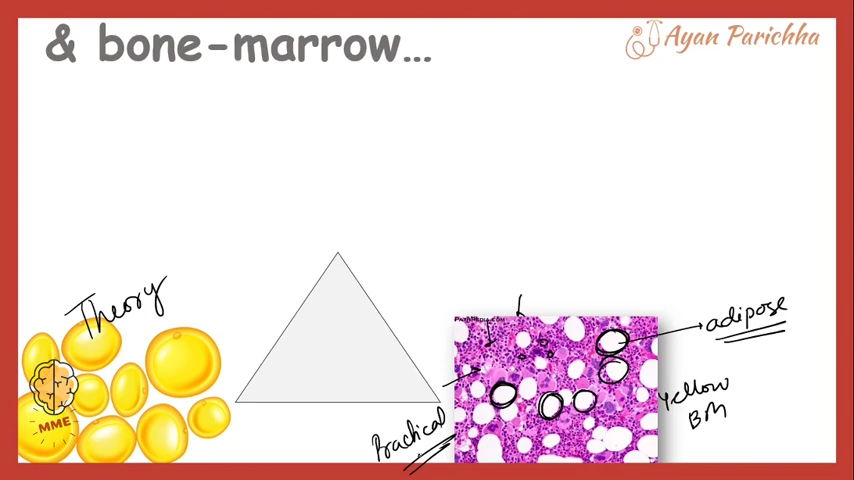 & bone-marrow...
Ayan Parichha
Theory
adipose
Yellow
BM
Practical
MME